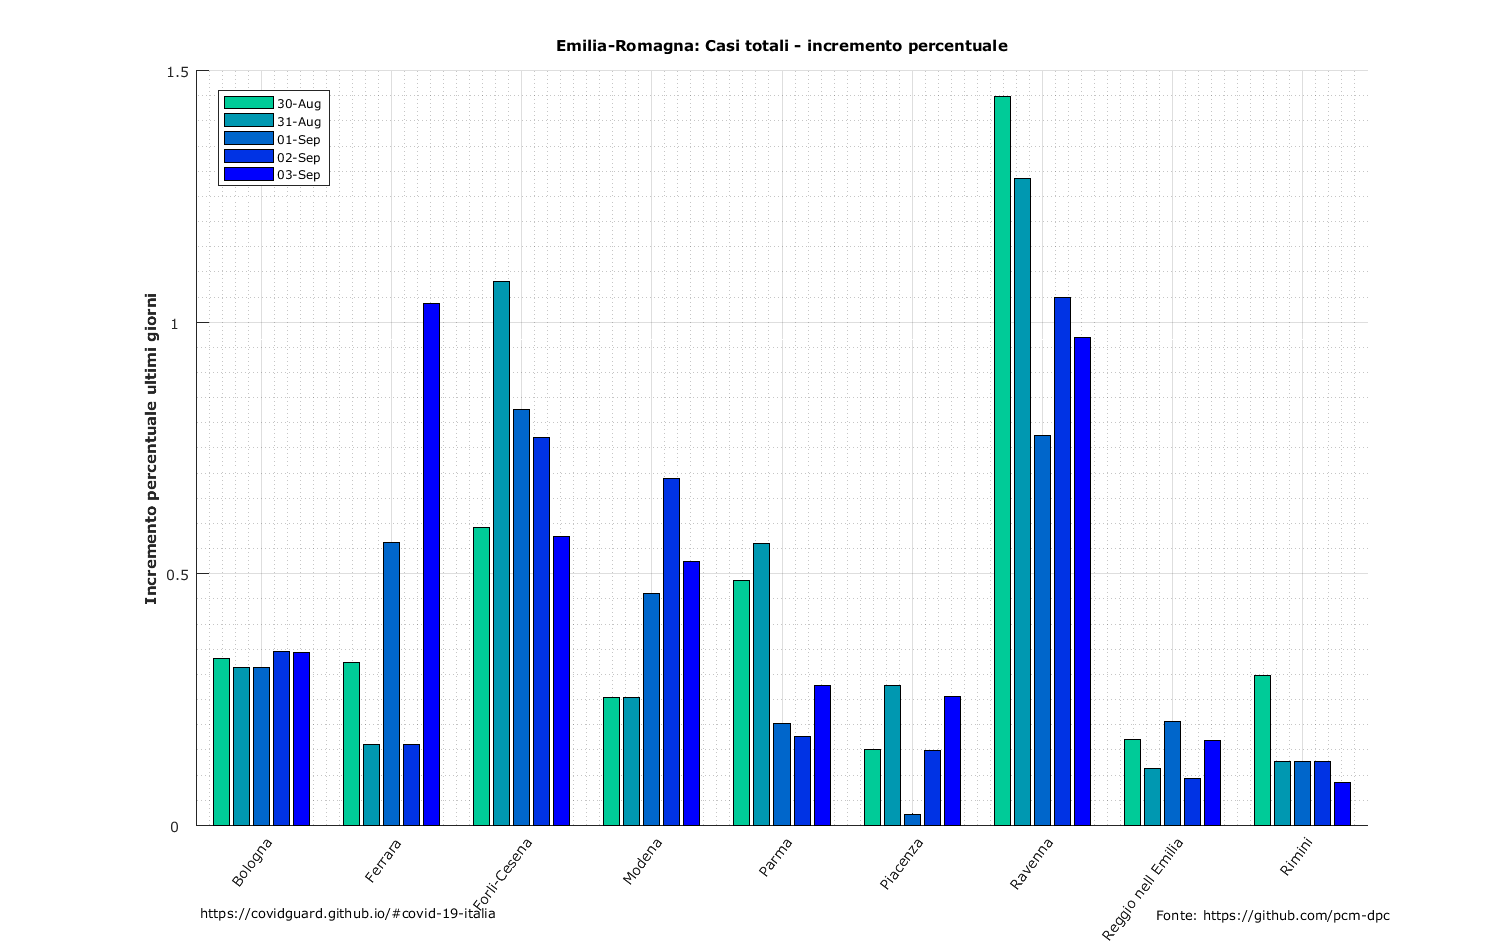 Emilia-Romagna: Casi totali - incremento percentuale
1.5
30-Aug
31-Aug
01-Sep
02-Sep
03-Sep
Incremento percentuale ultimi giorni
1
0.5
0
Bologna
Ferrara
Forlì-Cesena
Modena
Parma
Piacenza
Ravenna
Reggio nell Emilia
Rimini
https://covidguard.github.io/#covid-19-italia
Fonte: https://github.com/pcm-dpc